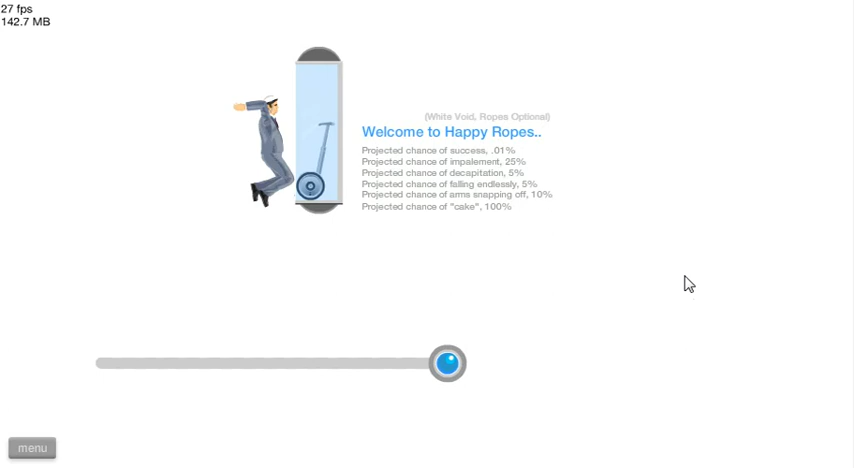 27 fps
142.7 MB
(White Void, Ropes Optional)
Welcome to Happy Ropes..
Projected chance of success, .01%
Projected chance of impalement, 25%
Projected chance of decapitation, 5%
Projected chance of falling endlessly, 5%
Projected chance of arms snapping off, 10%
Projected chance of "cake", 100%
menu